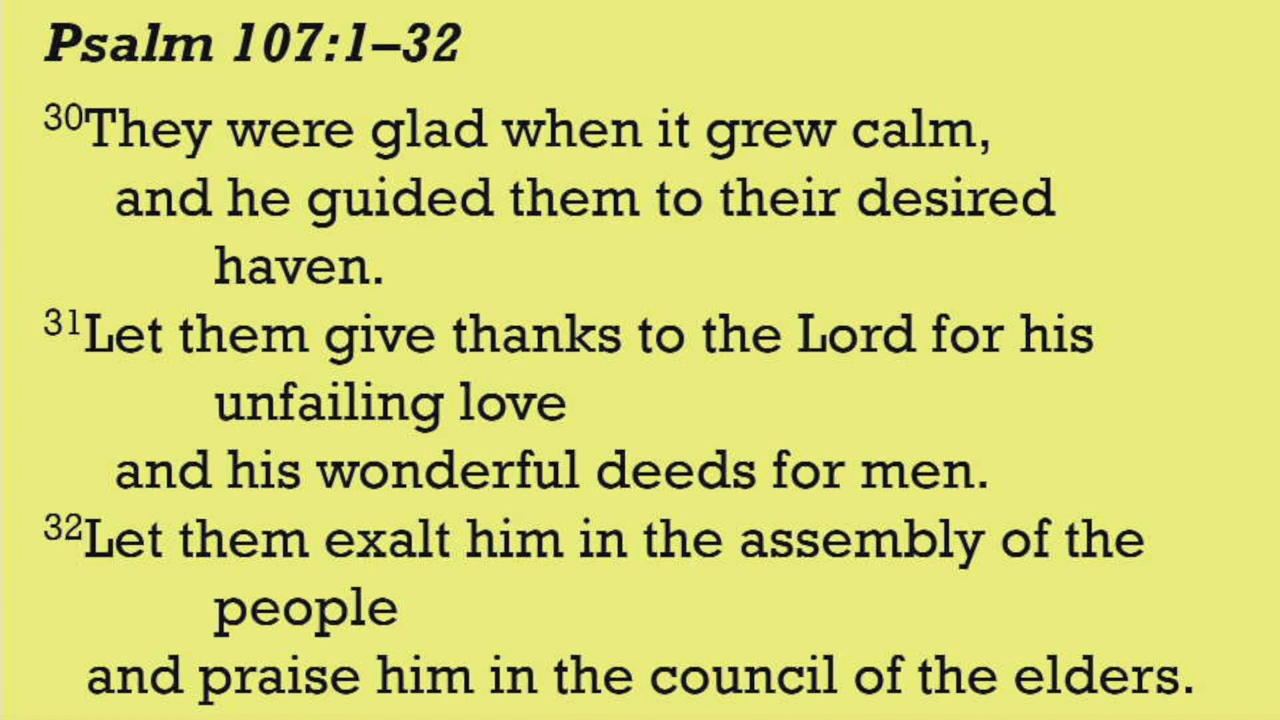 Psalm 107:1–32
30They were glad when it grew calm,
and he guided them to their desired
haven.
31Let them give thanks to the Lord for his
unfailing love
and his wonderful deeds for men.
32Let them exalt him in the assembly of the
people
and praise him in the council of the elders.